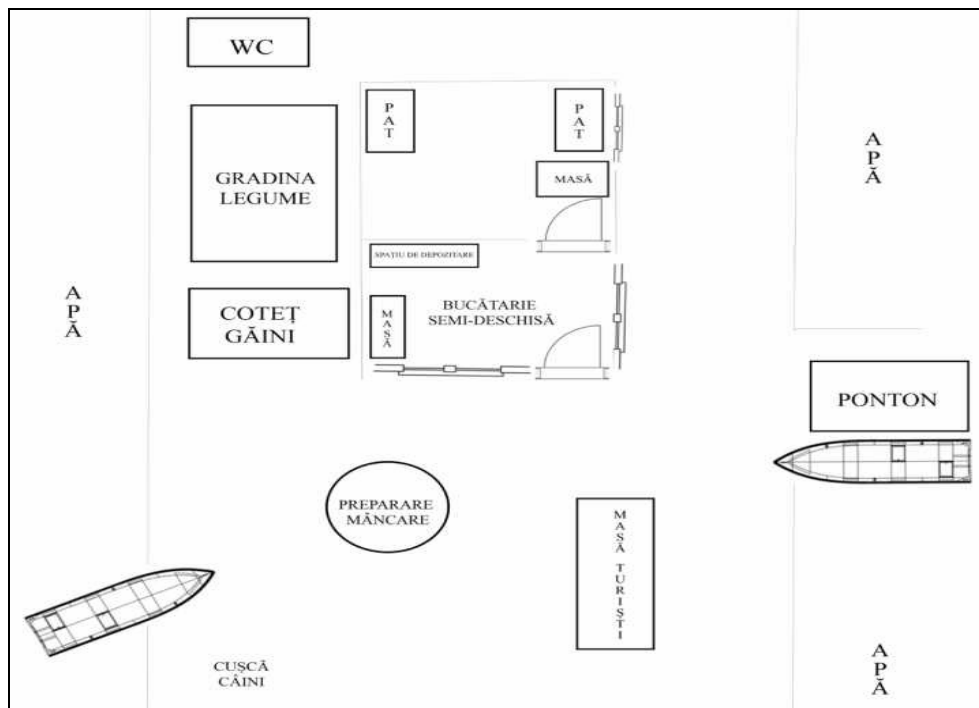 WC
PAT
PAT
APĂ
GRADINA
LEGUME
MASĂ
SPAȚIU DE DEPOZITARE
APĂ
COTEȚ
GĂINI
MASĂ
BUCĂTARIE
SEMI-DESCHISĂ
PONTON
PREPARARE
MÂNCARE
MASĂ TURIȘTI
CUȘCĂ
CÂINI
APĂ